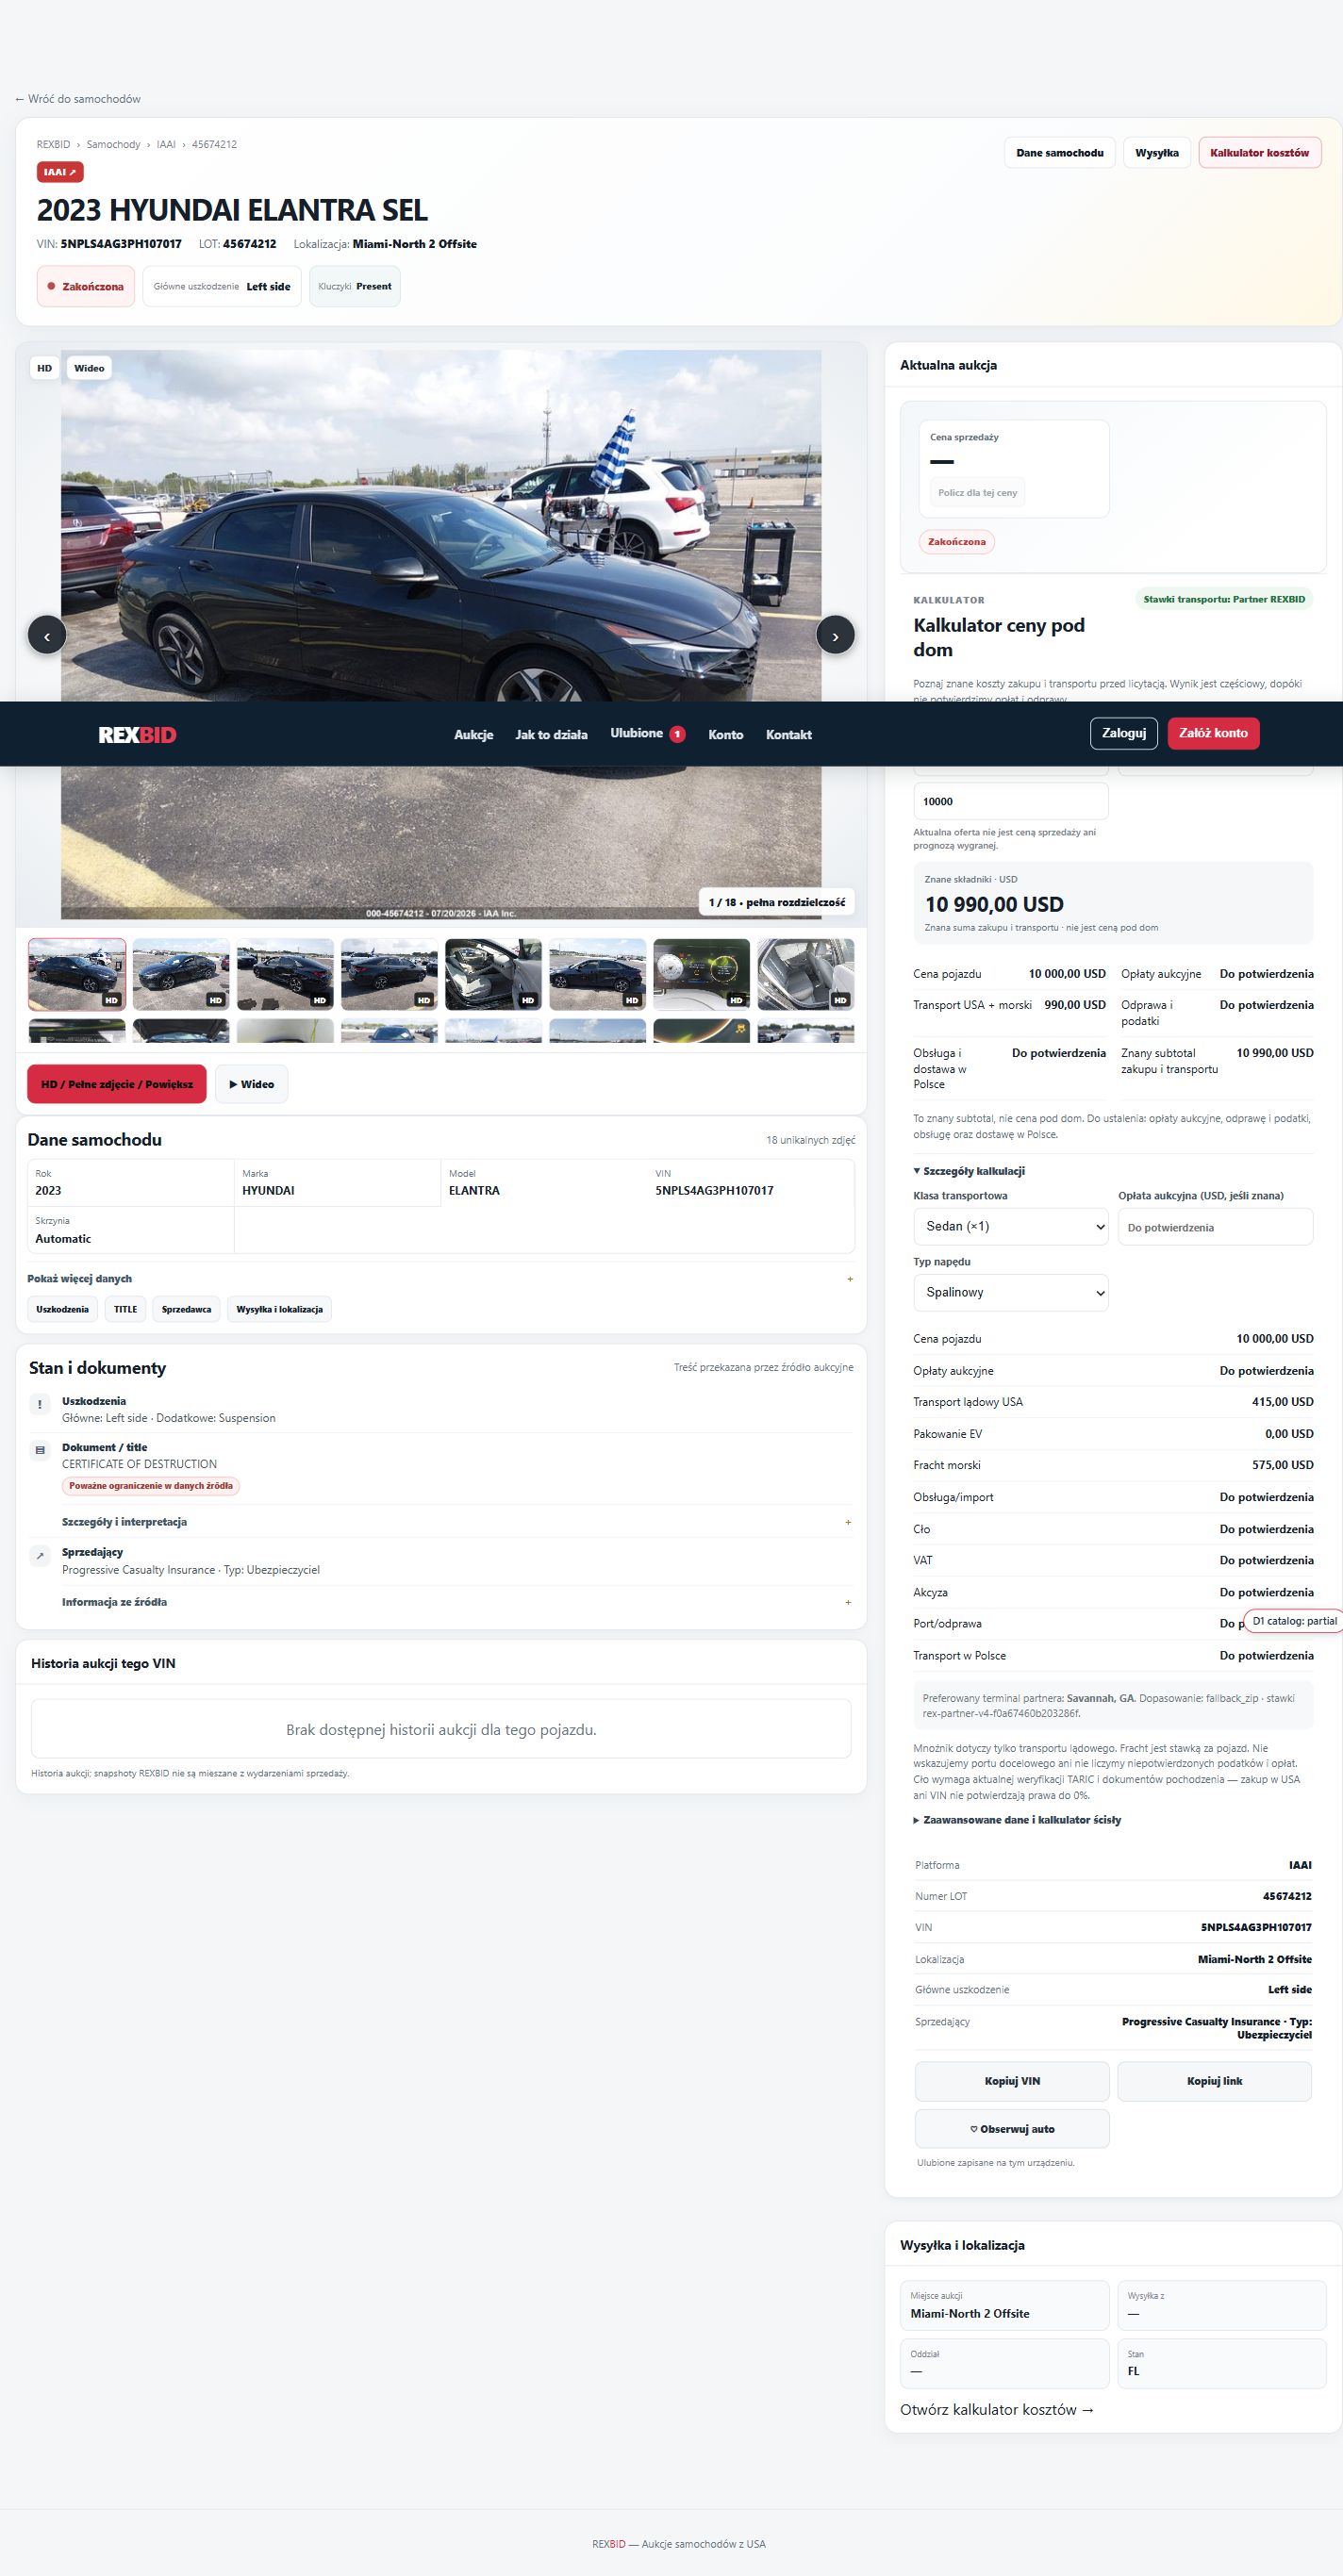 ← Wróć do samochodów
REXBID › Samochody › IAAI › 45674212
Dane samochodu
Wysyłka
Kalkulator kosztów
IAAI ↗
2023 HYUNDAI ELANTRA SEL
VIN: 5NPLS4AG3PH107017 LOT: 45674212 Lokalizacja: Miami-North 2 Offsite
Zakończona
Główne uszkodzenie Left side
Kluczyki Present
HD
Wideo
‹
›
000-45674212 - 07/20/2026 - IAA Inc.
1 / 18 • pełna rozdzielczość
HD
HD
HD
HD
HD
HD
HD
HD
HD / Pełne zdjęcie / Powiększ
▶ Wideo
Dane samochodu
18 unikalnych zdjęć
Rok
2023
Marka
HYUNDAI
Model
ELANTRA
VIN
5NPLS4AG3PH107017
Skrzynia
Automatic
Pokaż więcej danych +
Uszkodzenia
TITLE
Sprzedawca
Wysyłka i lokalizacja
Stan i dokumenty
Treść przekazana przez źródło aukcyjne
!
Uszkodzenia
Główne: Left side · Dodatkowe: Suspension
Dokument / title
CERTIFICATE OF DESTRUCTION
Poważne ograniczenie w danych źródła
Szczegóły i interpretacja +
↗
Sprzedający
Progressive Casualty Insurance · Typ: Ubezpieczyciel
Informacja ze źródła +
Historia aukcji tego VIN
Brak dostępnej historii aukcji dla tego pojazdu.
Historia aukcji; snapshoty REXBID nie są mieszane z wydarzeniami sprzedaży.
Aktualna aukcja
Cena sprzedaży
—
Policz dla tej ceny
Zakończona
KALKULATOR
Stawki transportu: Partner REXBID
Kalkulator ceny pod
dom
Poznaj znane koszty zakupu i transportu przed licytacją. Wynik jest częściowy, dopóki
nie potwierdzimy opłat i odprawy.
REXBID
Aukcje
Jak to działa
Ulubione 1
Konto
Kontakt
Zaloguj
Załóż konto
10000
Aktualna oferta nie jest ceną sprzedaży ani
prognozą wygranej.
Znane składniki · USD
10 990,00 USD
Znana suma zakupu i transportu · nie jest ceną pod dom
Cena pojazdu 10 000,00 USD
Opłaty aukcyjne Do potwierdzenia
Transport USA + morski 990,00 USD
Odprawa i
podatki
Do potwierdzenia
Obsługa i
dostawa w
Polsce
Do potwierdzenia
Znany subtotal
zakupu i transportu
10 990,00 USD
To znany subtotal, nie cena pod dom. Do ustalenia: opłaty aukcyjne, odprawę i podatki,
obsługę oraz dostawę w Polsce.
▼ Szczegóły kalkulacji
Klasa transportowa
Sedan (×1)
Opłata aukcyjna (USD, jeśli znana)
Do potwierdzenia
Typ napędu
Spalinowy
Cena pojazdu 10 000,00 USD
Opłaty aukcyjne Do potwierdzenia
Transport lądowy USA 415,00 USD
Pakowanie EV 0,00 USD
Fracht morski 575,00 USD
Obsługa/import Do potwierdzenia
Cło Do potwierdzenia
VAT Do potwierdzenia
Akcyza Do potwierdzenia
Port/odprawa Do p
D1 catalog: partial
Transport w Polsce Do potwierdzenia
Preferowany terminal partnera: Savannah, GA. Dopasowanie: fallback_zip · stawki
rex-partner-v4-f0a67460b203286f.
Mnożnik dotyczy tylko transportu lądowego. Fracht jest stawką za pojazd. Nie
wskazujemy portu docelowego ani nie liczymy niepotwierdzonych podatków i opłat.
Cło wymaga aktualnej weryfikacji TARIC i dokumentów pochodzenia — zakup w USA
ani VIN nie potwierdzają prawa do 0%.
▶ Zaawansowane dane i kalkulator ścisły
Platforma IAAI
Numer LOT 45674212
VIN 5NPLS4AG3PH107017
Lokalizacja Miami-North 2 Offsite
Główne uszkodzenie Left side
Sprzedający Progressive Casualty Insurance · Typ:
Ubezpieczyciel
Kopiuj VIN
Kopiuj link
♡ Obserwuj auto
Ulubione zapisane na tym urządzeniu.
Wysyłka i lokalizacja
Miejsce aukcji
Miami-North 2 Offsite
Wysyłka z
—
Oddział
—
Stan
FL
Otwórz kalkulator kosztów →
REXBID — Aukcje samochodów z USA